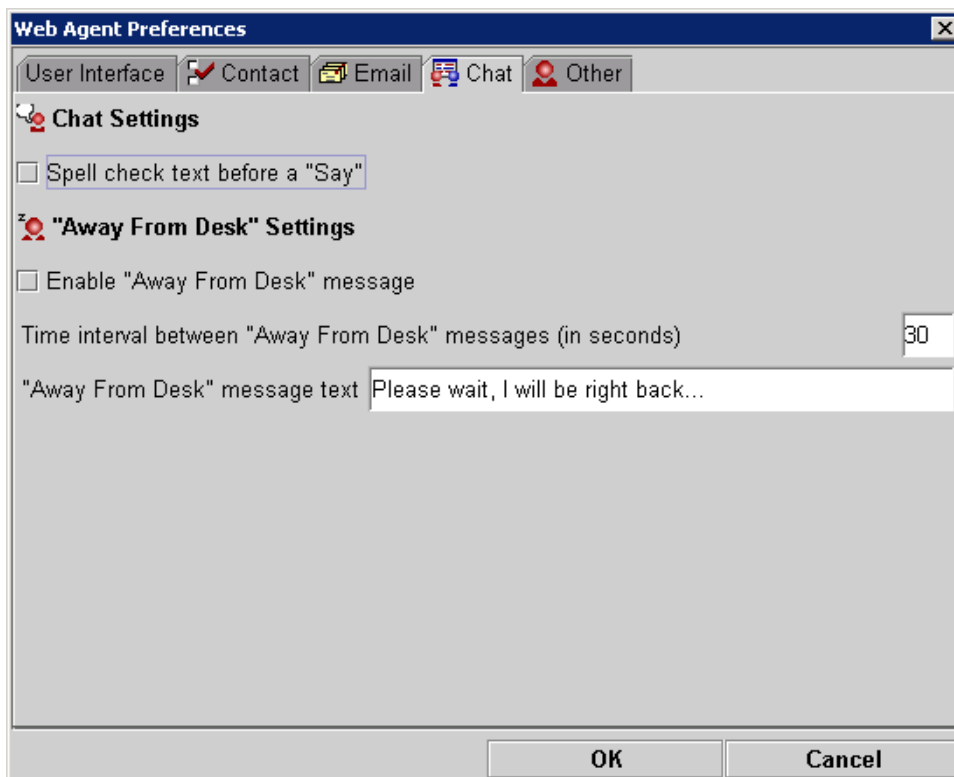 Web Agent Preferences
User Interface Contact Email Chat Other
Chat Settings
Spell check text before a "Say"
z
"Away From Desk" Settings
Enable "Away From Desk" message
Time interval between "Away From Desk" messages (in seconds) 30
"Away From Desk" message text Please wait, I will be right back...
OK Cancel